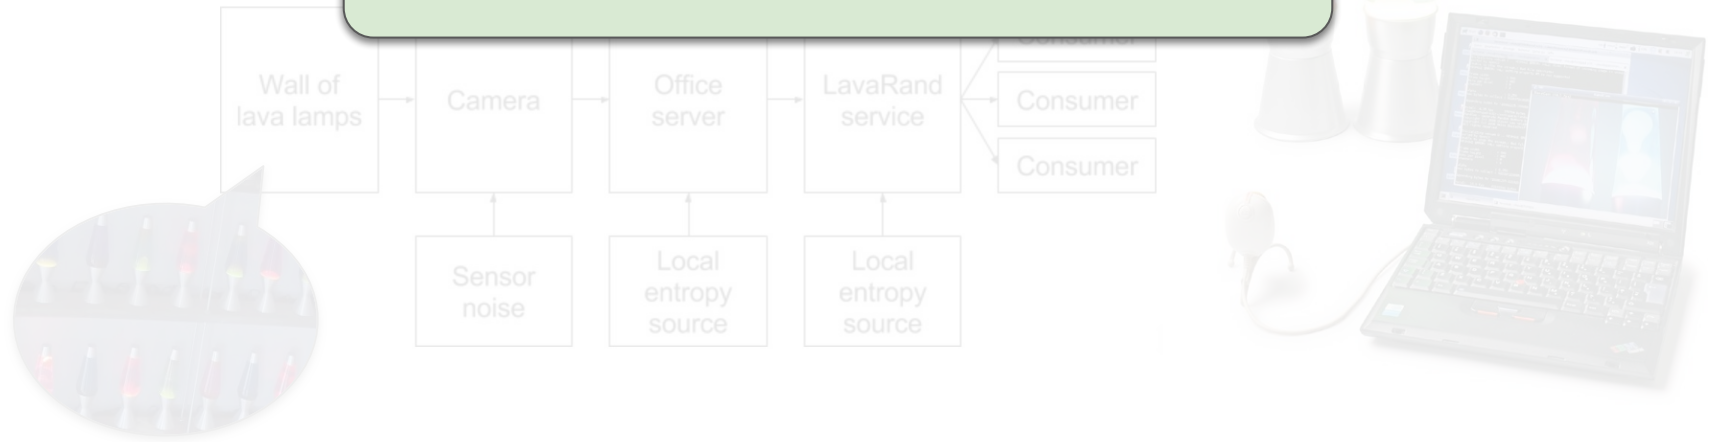 Consumer
Wall of
lava lamps
Camera
Office
server
LavaRand
service
Consumer
Consumer
Sensor
noise
Local
entropy
source
Local
entropy
source